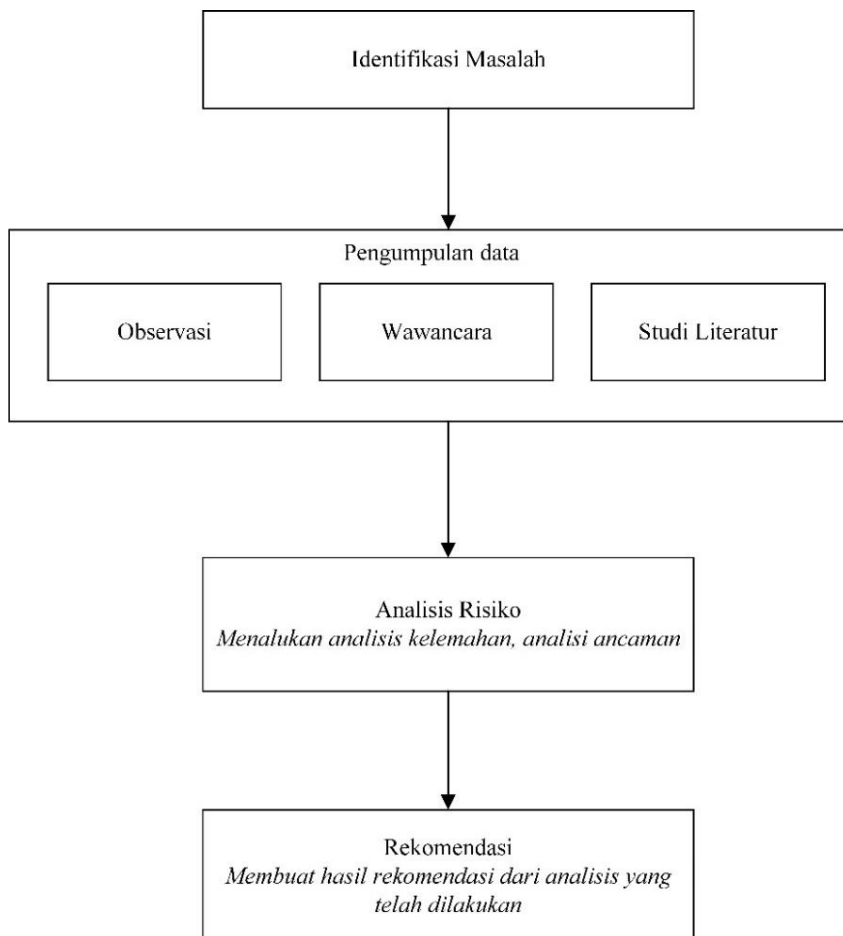 Identifikasi Masalah
Pengumpulan data
Observasi
Wawancara
Studi Literatur
Analisis Risiko
Menalukan analisis kelemahan, analisi ancaman
Rekomendasi
Membuat hasil rekomendasi dari analisis yang
telah dilakukan